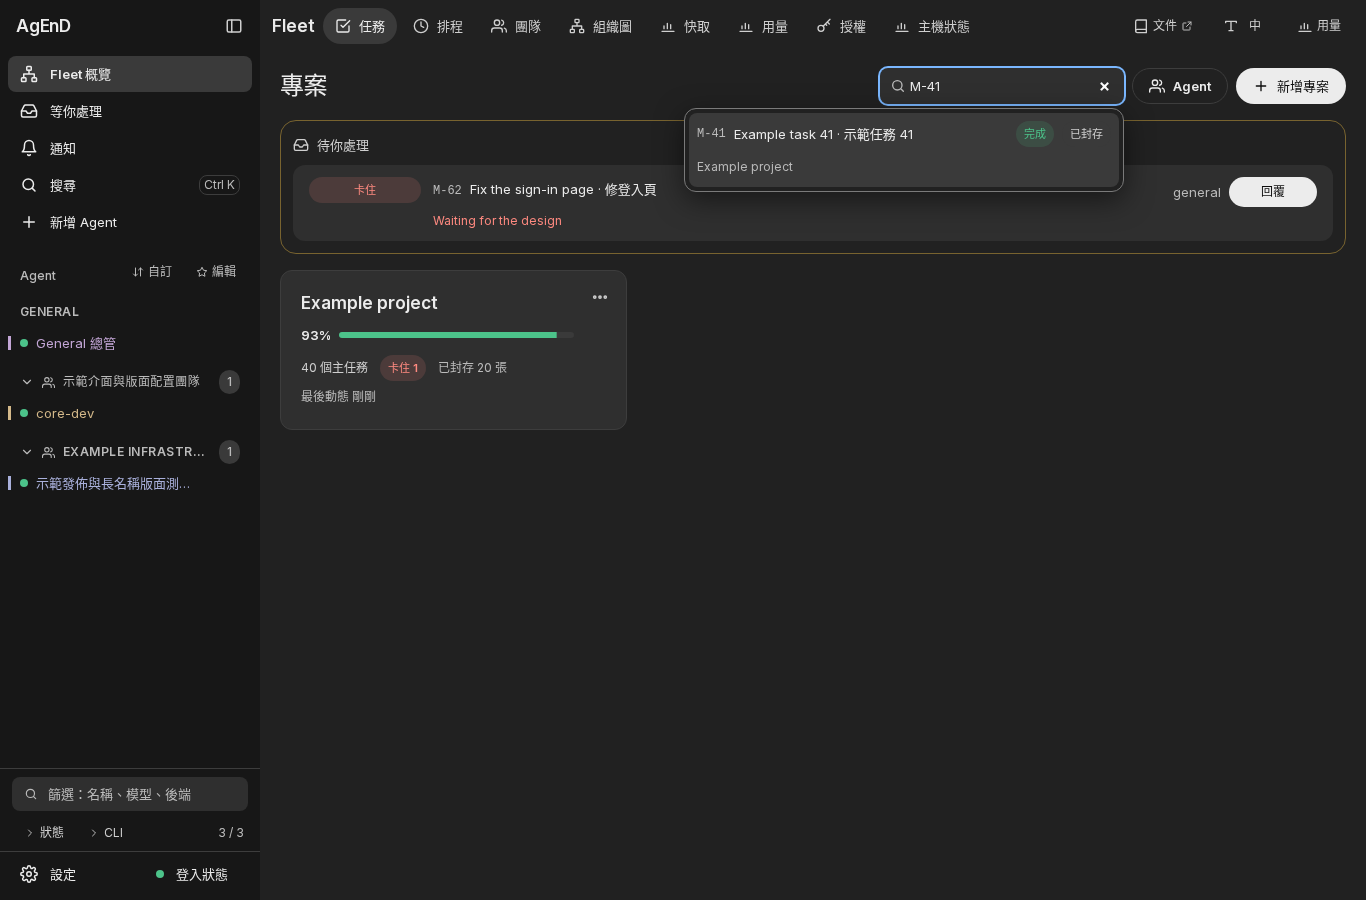 AgEnD
Fleet 概覽
等你處理
通知
搜尋 Ctrl K
新增 Agent
Agent 自訂 編輯
GENERAL
General 總管
示範介面與版面配置團隊 1
core-dev
EXAMPLE INFRASTR... 1
示範發佈與長名稱版面測...
篩選：名稱、模型、後端
狀態 CLI 3 / 3
設定 登入狀態
Fleet 任務 排程 團隊 組織圖 快取 用量 授權 主機狀態 文件 中 用量
專案 M-41 Agent 新增專案
M-41 Example task 41 · 示範任務 41 完成 已封存
Example project
待你處理
卡住 M-62 Fix the sign-in page · 修登入頁 general 回覆
Waiting for the design
Example project
93%
40 個主任務 卡住 1 已封存 20 張
最後動態 剛剛